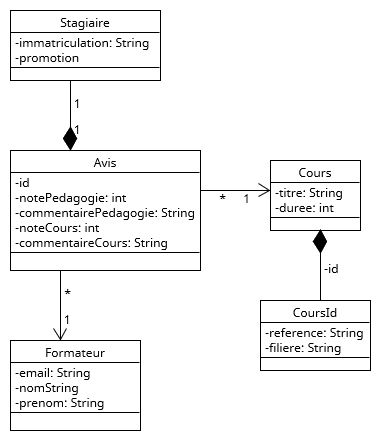 Stagiaire
-immatriculation: String
-promotion
1
1
Avis
-id
-notePedagogie: int
-commentairePedagogie: String
-noteCours: int
-commentaireCours: String
* 1
Cours
-titre: String
-duree: int
-id
CoursId
-reference: String
-filiere: String
*
1
Formateur
-email: String
-nomString
-prenom: String